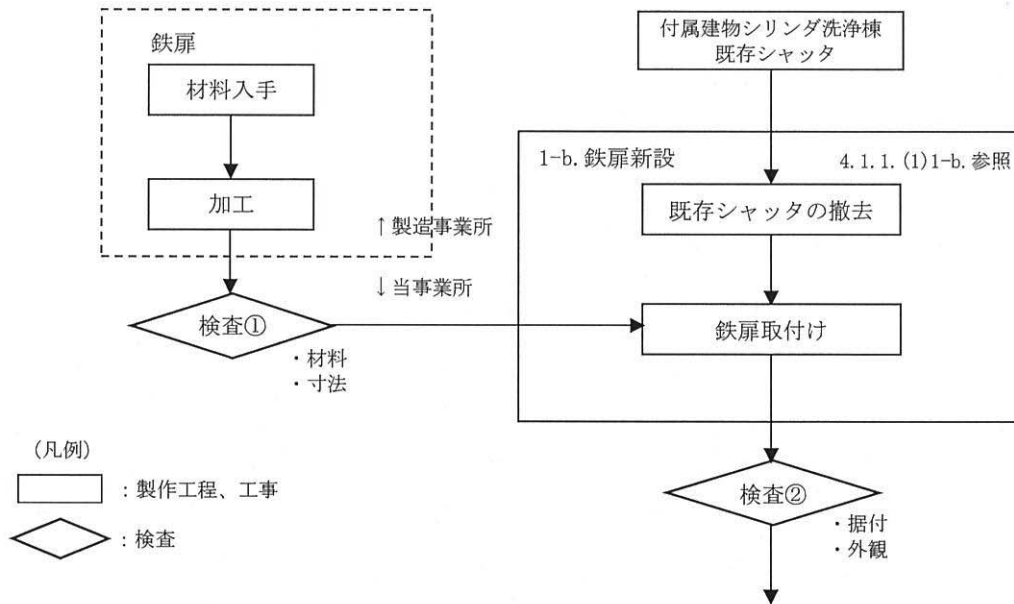 鉄扉
材料入手
加工
↑製造事業所
↓当事業所
検査①
・材料
・寸法
(凡例)
：製作工程、工事
：検査
付属建物シリンダ洗浄棟
既存シャッタ
1-b. 鉄扉新設
4.1.1.(1)1-b. 参照
既存シャッタの撤去
鉄扉取付け
検査②
・据付
・外観